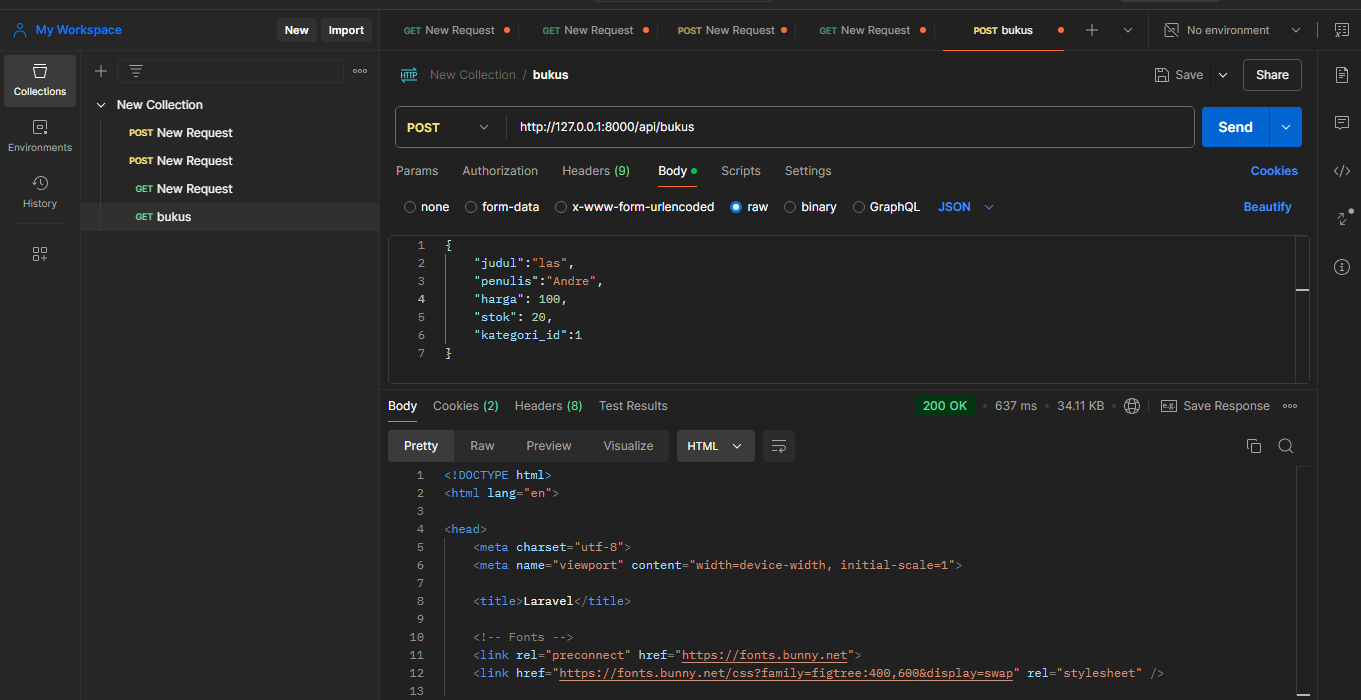 My Workspace New Import GET New Request GET New Request POST New Request GET New Request POST bukus No environment
Collections
Environments
History
New Collection
POST New Request
POST New Request
GET New Request
GET bukus
HTTP New Collection / bukus Save Share
POST http://127.0.0.1:8000/api/bukus Send
Params Authorization Headers (9) Body Scripts Settings Cookies
none form-data x-www-form-urlencoded raw binary GraphQL JSON Beautify
1 {
2 "judul":"las",
3 "penulis":"Andre",
4 "harga": 100,
5 "stok": 20,
6 "kategori_id":1
7 }
Body Cookies (2) Headers (8) Test Results 200 OK 637 ms 34.11 KB e.g. Save Response
Pretty Raw Preview Visualize HTML
1 <!DOCTYPE html>
2 <html lang="en">
3
4 <head>
5 <meta charset="utf-8">
6 <meta name="viewport" content="width=device-width, initial-scale=1">
7
8 <title>Laravel</title>
9
10 <!-- Fonts -->
11 <link rel="preconnect" href="https://fonts.bunny.net">
12 <link href="https://fonts.bunny.net/css?family=figtree:400,600&display=swap" rel="stylesheet" />
13